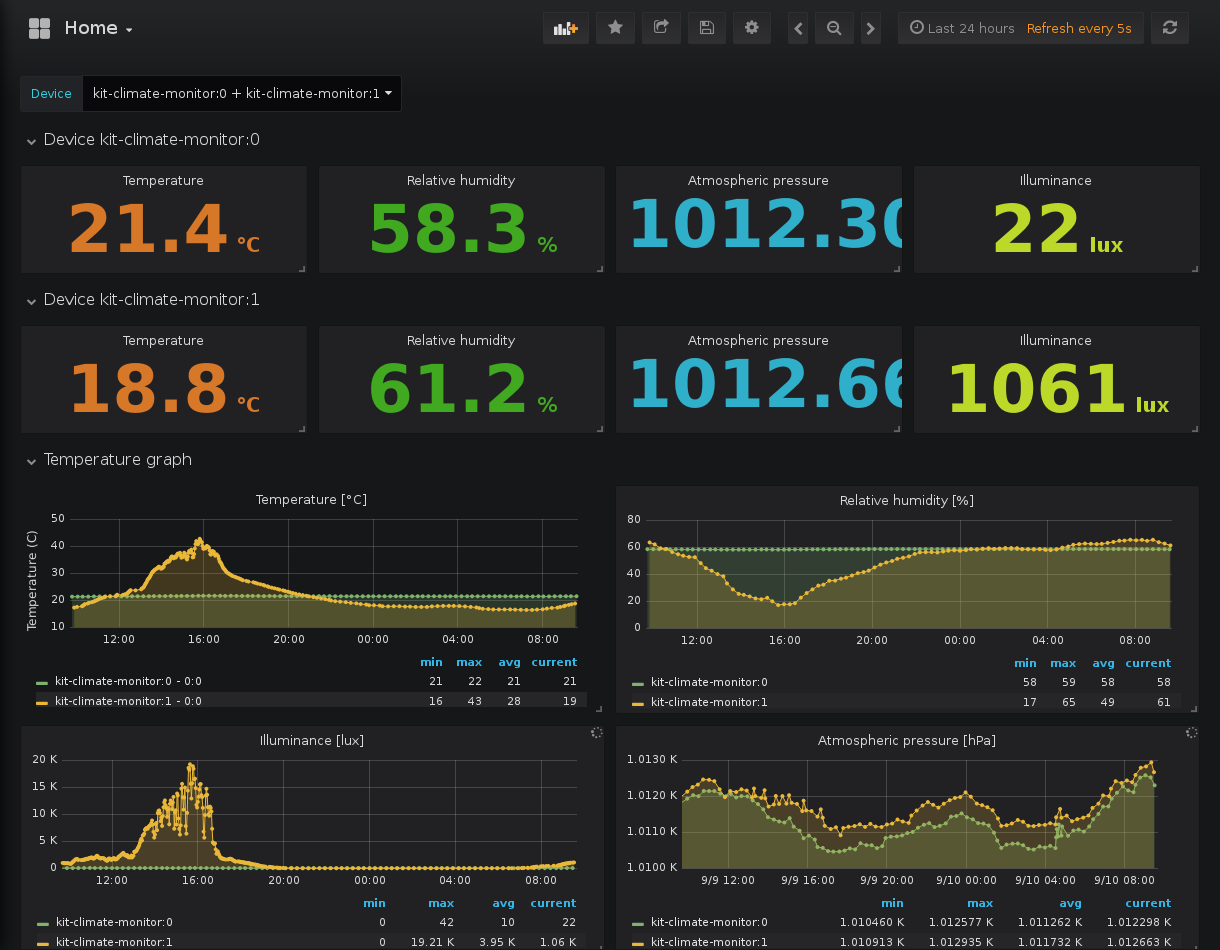 Home
Last 24 hours Refresh every 5s
Device kit-climate-monitor:0 + kit-climate-monitor:1
Device kit-climate-monitor:0
Temperature Relative humidity Atmospheric pressure Illuminance
21.4 °C 58.3 % 1012.30 22 lux
Device kit-climate-monitor:1
Temperature Relative humidity Atmospheric pressure Illuminance
18.8 °C 61.2 % 1012.66 1061 lux
Temperature graph
Temperature [°C]
Temperature (C)
50
40
30
20
10
12:00 16:00 20:00 00:00 04:00 08:00
min max avg current
kit-climate-monitor:0 - 0:0 21 22 21 21
kit-climate-monitor:1 - 0:0 16 43 28 19
Relative humidity [%]
80
60
40
20
0
12:00 16:00 20:00 00:00 04:00 08:00
min max avg current
kit-climate-monitor:0 58 59 58 58
kit-climate-monitor:1 17 65 49 61
Illuminance [lux]
20 K
15 K
10 K
5 K
0
12:00 16:00 20:00 00:00 04:00 08:00
min max avg current
kit-climate-monitor:0 0 42 10 22
kit-climate-monitor:1 0 19.21 K 3.95 K 1.06 K
Atmospheric pressure [hPa]
1.0130 K
1.0120 K
1.0110 K
1.0100 K
9/9 12:00 9/9 16:00 9/9 20:00 9/10 00:00 9/10 04:00 9/10 08:00
min max avg current
kit-climate-monitor:0 1.010460 K 1.012577 K 1.011262 K 1.012298 K
kit-climate-monitor:1 1.010913 K 1.012935 K 1.011732 K 1.012663 K